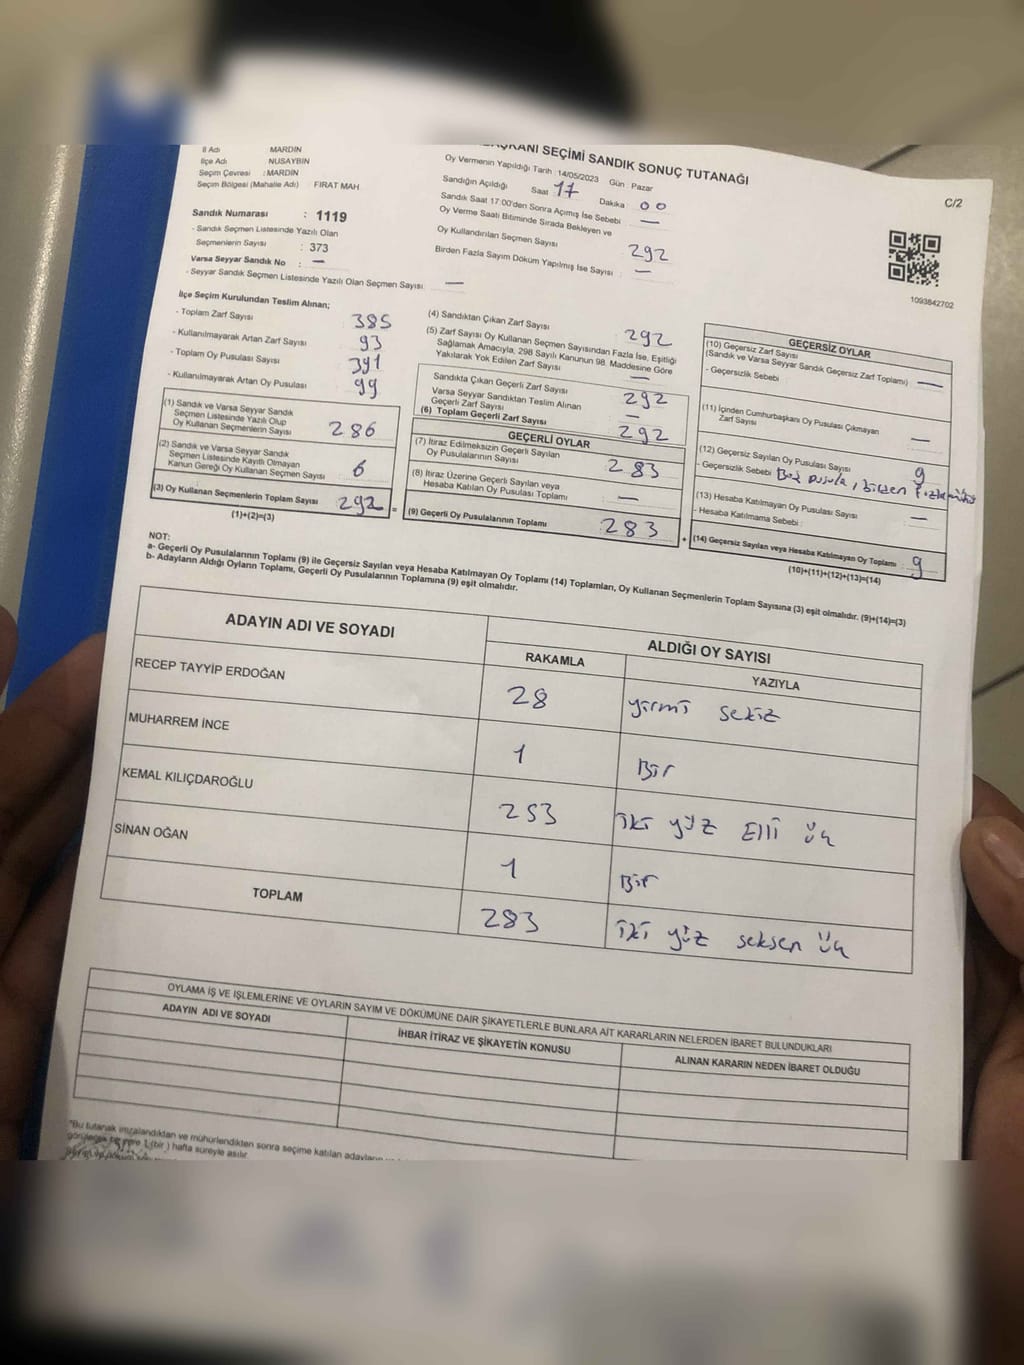 İl Adı : MARDİN
İlçe Adı : NUSAYBİN
Seçim Çevresi : MARDİN
Seçim Bölgesi (Mahalle Adı) : FIRAT MAH.
SEÇİMİ SANDIK SONUÇ TUTANAĞI
Oy Vermenin Yapıldığı Tarih : 14/05/2023 Gün : Pazar
Sandığın Açıldığı Saat 17 Dakika : 00
Sandık Saat 17:00'den Sonra Açılmış İse Sebebi : —
Oy Verme Saati Bitiminde Sırada Bekleyen ve
Oy Kullandırılan Seçmen Sayısı 292
Birden Fazla Sayım Döküm Yapılmış İse Sayısı : —
C/2
1093842702
Sandık Numarası : 1119
- Sandık Seçmen Listesinde Yazılı Olan
Seçmenlerin Sayısı : 373
Varsa Seyyar Sandık No : —
- Seyyar Sandık Seçmen Listesinde Yazılı Olan Seçmen Sayısı : —
İlçe Seçim Kurulundan Teslim Alınan;
- Toplam Zarf Sayısı 385
- Kullanılmayarak Artan Zarf Sayısı 93
- Toplam Oy Pusulası Sayısı 391
- Kullanılmayarak Artan Oy Pusulası 99
(1) Sandık ve Varsa Seyyar Sandık
Seçmen Listesinde Yazılı Olup
Oy Kullanan Seçmenlerin Sayısı 286
(2) Sandık ve Varsa Seyyar Sandık
Seçmen Listesinde Kayıtlı Olmayan
Kanun Gereği Oy Kullanan Seçmen Sayısı 6
(3) Oy Kullanan Seçmenlerin Toplam Sayısı 292 =
(1)+(2)=(3)
(4) Sandıktan Çıkan Zarf Sayısı 292
(5) Zarf Sayısı Oy Kullanan Seçmen Sayısından Fazla İse, Eşitliği
Sağlamak Amacıyla, 298 Sayılı Kanunun 98. Maddesine Göre
Yakılarak Yok Edilen Zarf Sayısı —
Sandıkta Çıkan Geçerli Zarf Sayısı 292
Varsa Seyyar Sandıktan Teslim Alınan
Geçerli Zarf Sayısı —
(6) Toplam Geçerli Zarf Sayısı 292
GEÇERLİ OYLAR
(7) İtiraz Edilmeksizin Geçerli Sayılan
Oy Pusulalarının Sayısı 283
(8) İtiraz Üzerine Geçerli Sayılan veya
Hesaba Katılan Oy Pusulası Toplamı —
(9) Geçerli Oy Pusulalarının Toplamı 283 +
GEÇERSİZ OYLAR
(10) Geçersiz Zarf Sayısı
(Sandık ve Varsa Seyyar Sandık Geçersiz Zarf Toplamı) —
- Geçersizlik Sebebi :
(11) İçinden Cumhurbaşkanı Oy Pusulası Çıkmayan
Zarf Sayısı —
(12) Geçersiz Sayılan Oy Pusulası Sayısı 9
- Geçersizlik Sebebi Boş pusula, birden fazla mühür
(13) Hesaba Katılmayan Oy Pusulası Sayısı —
- Hesaba Katılmama Sebebi :
(14) Geçersiz Sayılan veya Hesaba Katılmayan Oy Toplamı 9
(10)+(11)+(12)+(13)=(14)
NOT:
a- Geçerli Oy Pusulalarının Toplamı (9) ile Geçersiz Sayılan veya Hesaba Katılmayan Oy Toplamı (14) Toplamları, Oy Kullanan Seçmenlerin Toplam Sayısına (3) eşit olmalıdır. (9)+(14)=(3)
b- Adayların Aldığı Oyların Toplamı, Geçerli Oy Pusulalarının Toplamına (9) eşit olmalıdır.
ADAYIN ADI VE SOYADI ALDIĞI OY SAYISI
RAKAMLA YAZIYLA
RECEP TAYYİP ERDOĞAN 28 yirmi sekiz
MUHARREM İNCE 1 Bir
KEMAL KILIÇDAROĞLU 253 iki yüz Elli üç
SİNAN OĞAN 1 Bir
TOPLAM 283 iki yüz seksen üç
OYLAMA İŞ VE İŞLEMLERİNE VE OYLARIN SAYIM VE DÖKÜMÜNE DAİR ŞİKAYETLERLE BUNLARA AİT KARARLARIN NELERDEN İBARET BULUNDUKLARI
ADAYIN ADI VE SOYADI İHBAR İTİRAZ VE ŞİKAYETİN KONUSU ALINAN KARARIN NEDEN İBARET OLDUĞU
*Bu tutanak imzalandıktan ve mühürlendikten sonra seçime katılan adayların
görülecek bir yere 1 (bir) hafta süreyle asılır.